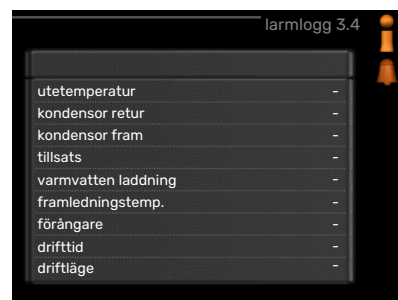 larmlogg 3.4
utetemperatur -
kondensor retur -
kondensor fram -
tillsats -
varmvatten laddning -
framledningstemp. -
förångare -
drifttid -
driftläge -